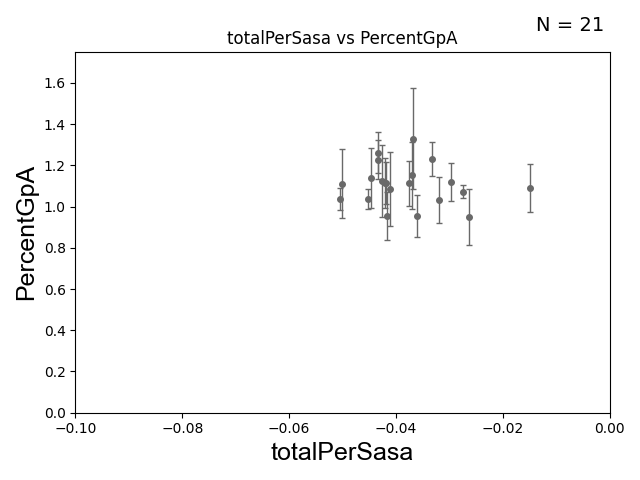 N = 21
totalPerSasa vs PercentGpA
PercentGpA
1.6
1.4
1.2
1.0
0.8
0.6
0.4
0.2
0.0
−0.10 −0.08 −0.06 −0.04 −0.02 0.00
totalPerSasa